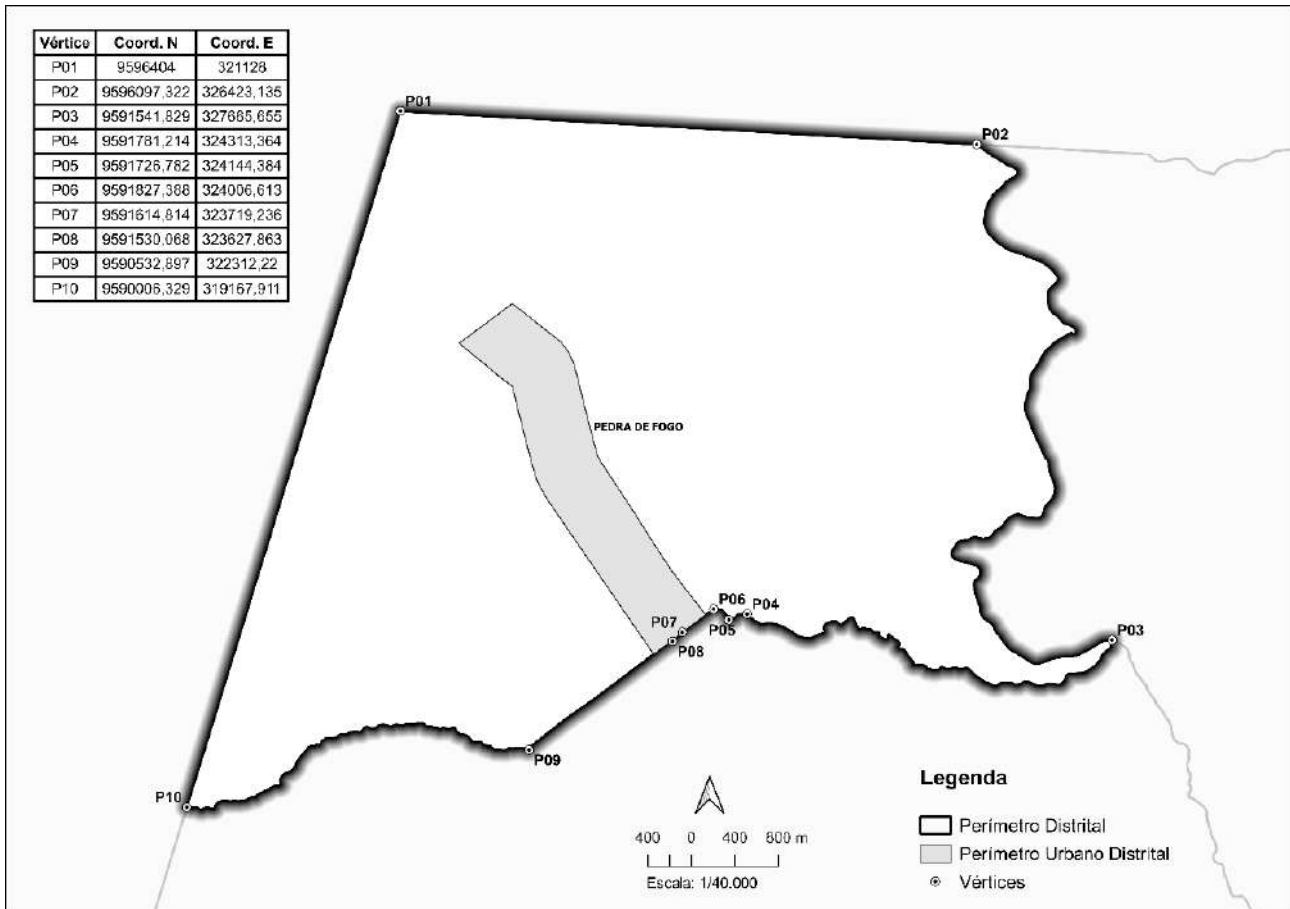 Vértice Coord. N Coord. E
P01 9596404 321128
P02 9596097,322 326423,135
P03 9591541,829 327665,655
P04 9591781,214 324313,364
P05 9591726,782 324144,384
P06 9591827,388 324006,613
P07 9591614,814 323719,236
P08 9591530,068 323627,863
P09 9590532,897 322312,22
P10 9590006,329 319167,911
P01
P02
PEDRA DE FOGO
P06
P04
P05
P07
P03
P08
P09
P10
Legenda
Perímetro Distrital
Perímetro Urbano Distrital
Vértices
400 0 400 800 m
Escala: 1/40.000